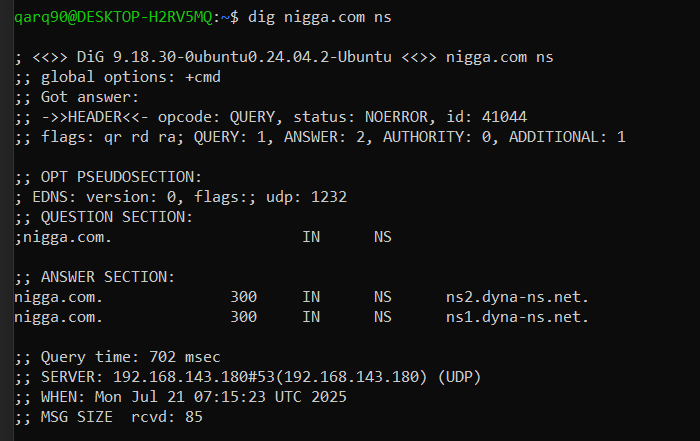 qarq90@DESKTOP-H2RV5MQ:~$ dig nigga.com ns
; <<>> DiG 9.18.30-0ubuntu0.24.04.2-Ubuntu <<>> nigga.com ns
;; global options: +cmd
;; Got answer:
;; ->>HEADER<<- opcode: QUERY, status: NOERROR, id: 41044
;; flags: qr rd ra; QUERY: 1, ANSWER: 2, AUTHORITY: 0, ADDITIONAL: 1
;; OPT PSEUDOSECTION:
; EDNS: version: 0, flags:; udp: 1232
;; QUESTION SECTION:
;nigga.com. IN NS
;; ANSWER SECTION:
nigga.com. 300 IN NS ns2.dyna-ns.net.
nigga.com. 300 IN NS ns1.dyna-ns.net.
;; Query time: 702 msec
;; SERVER: 192.168.143.180#53(192.168.143.180) (UDP)
;; WHEN: Mon Jul 21 07:15:23 UTC 2025
;; MSG SIZE rcvd: 85